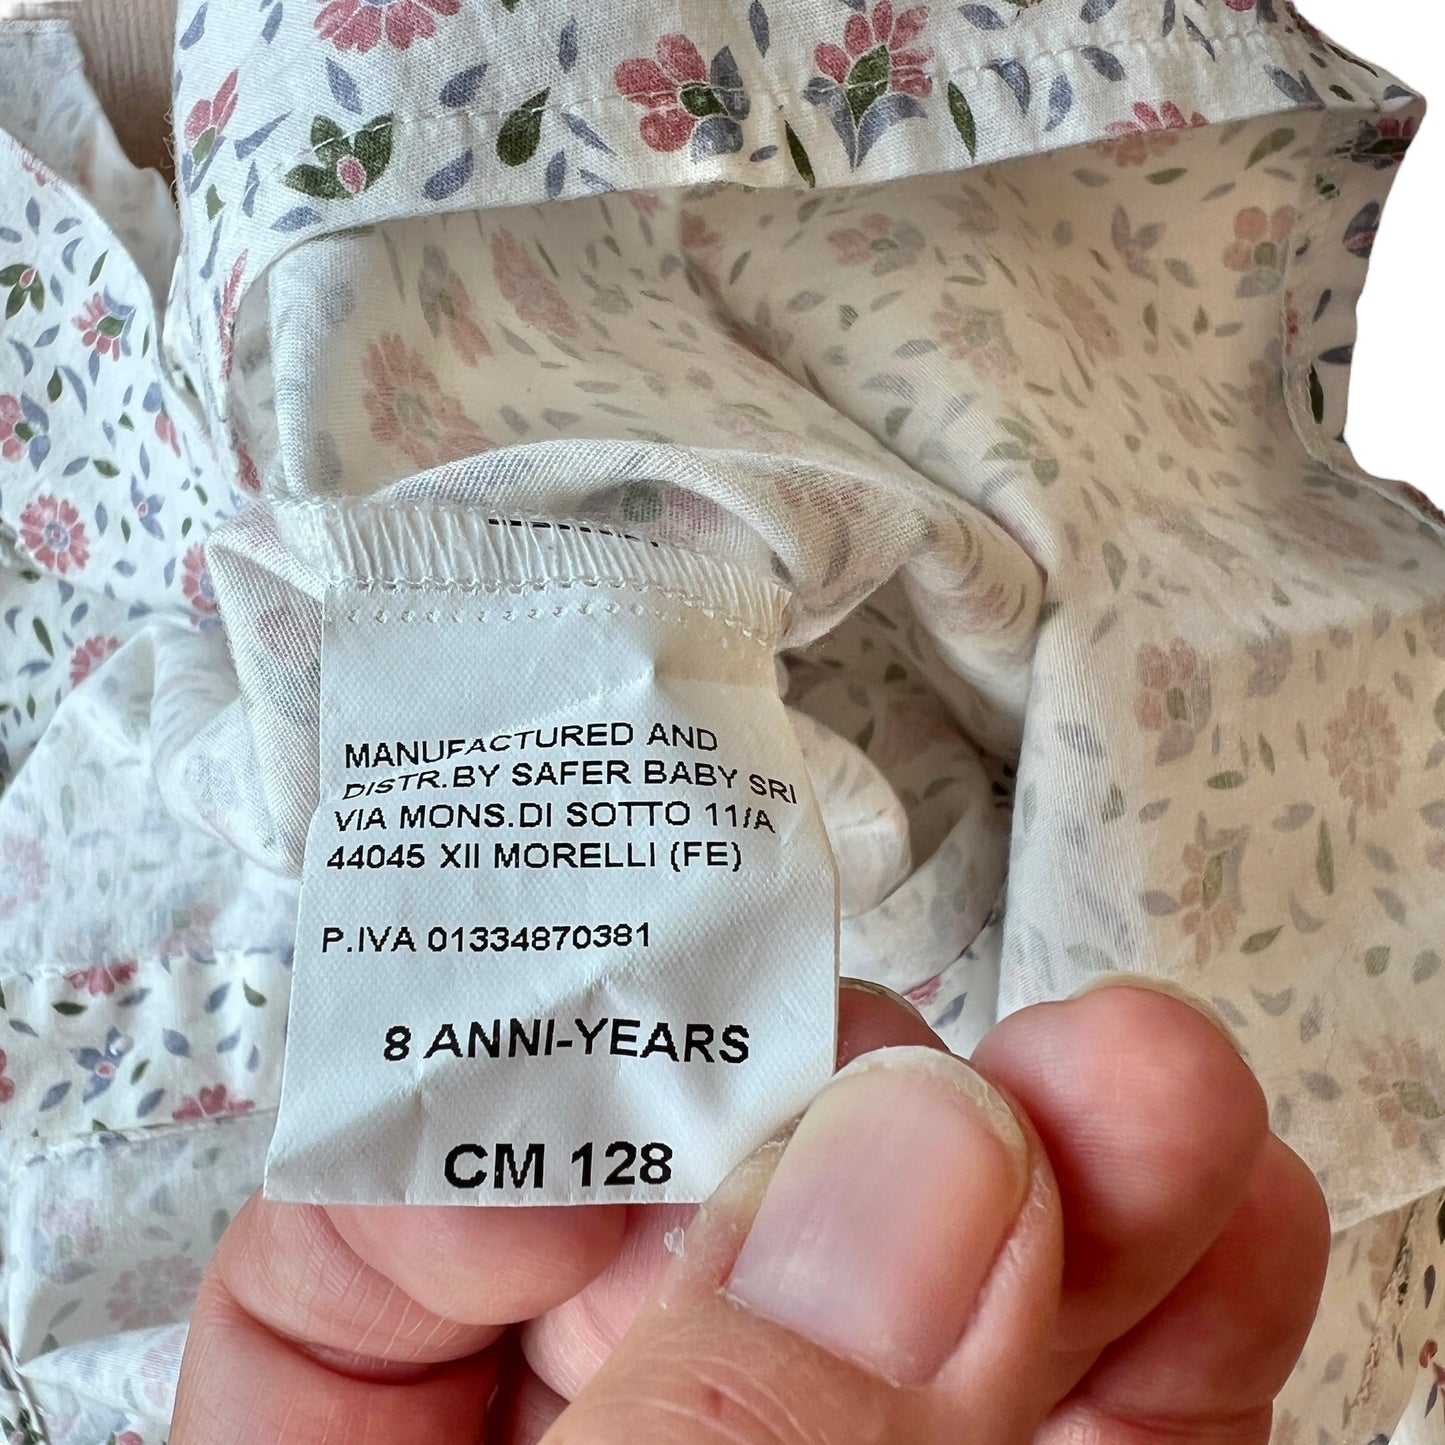 MANUFACTURED AND
DISTR.BY SAFER BABY SRl
VIA MONS.DI SOTTO 11/A
44045 XII MORELLI (FE)
P.IVA 01334870381
8 ANNI-YEARS
CM 128